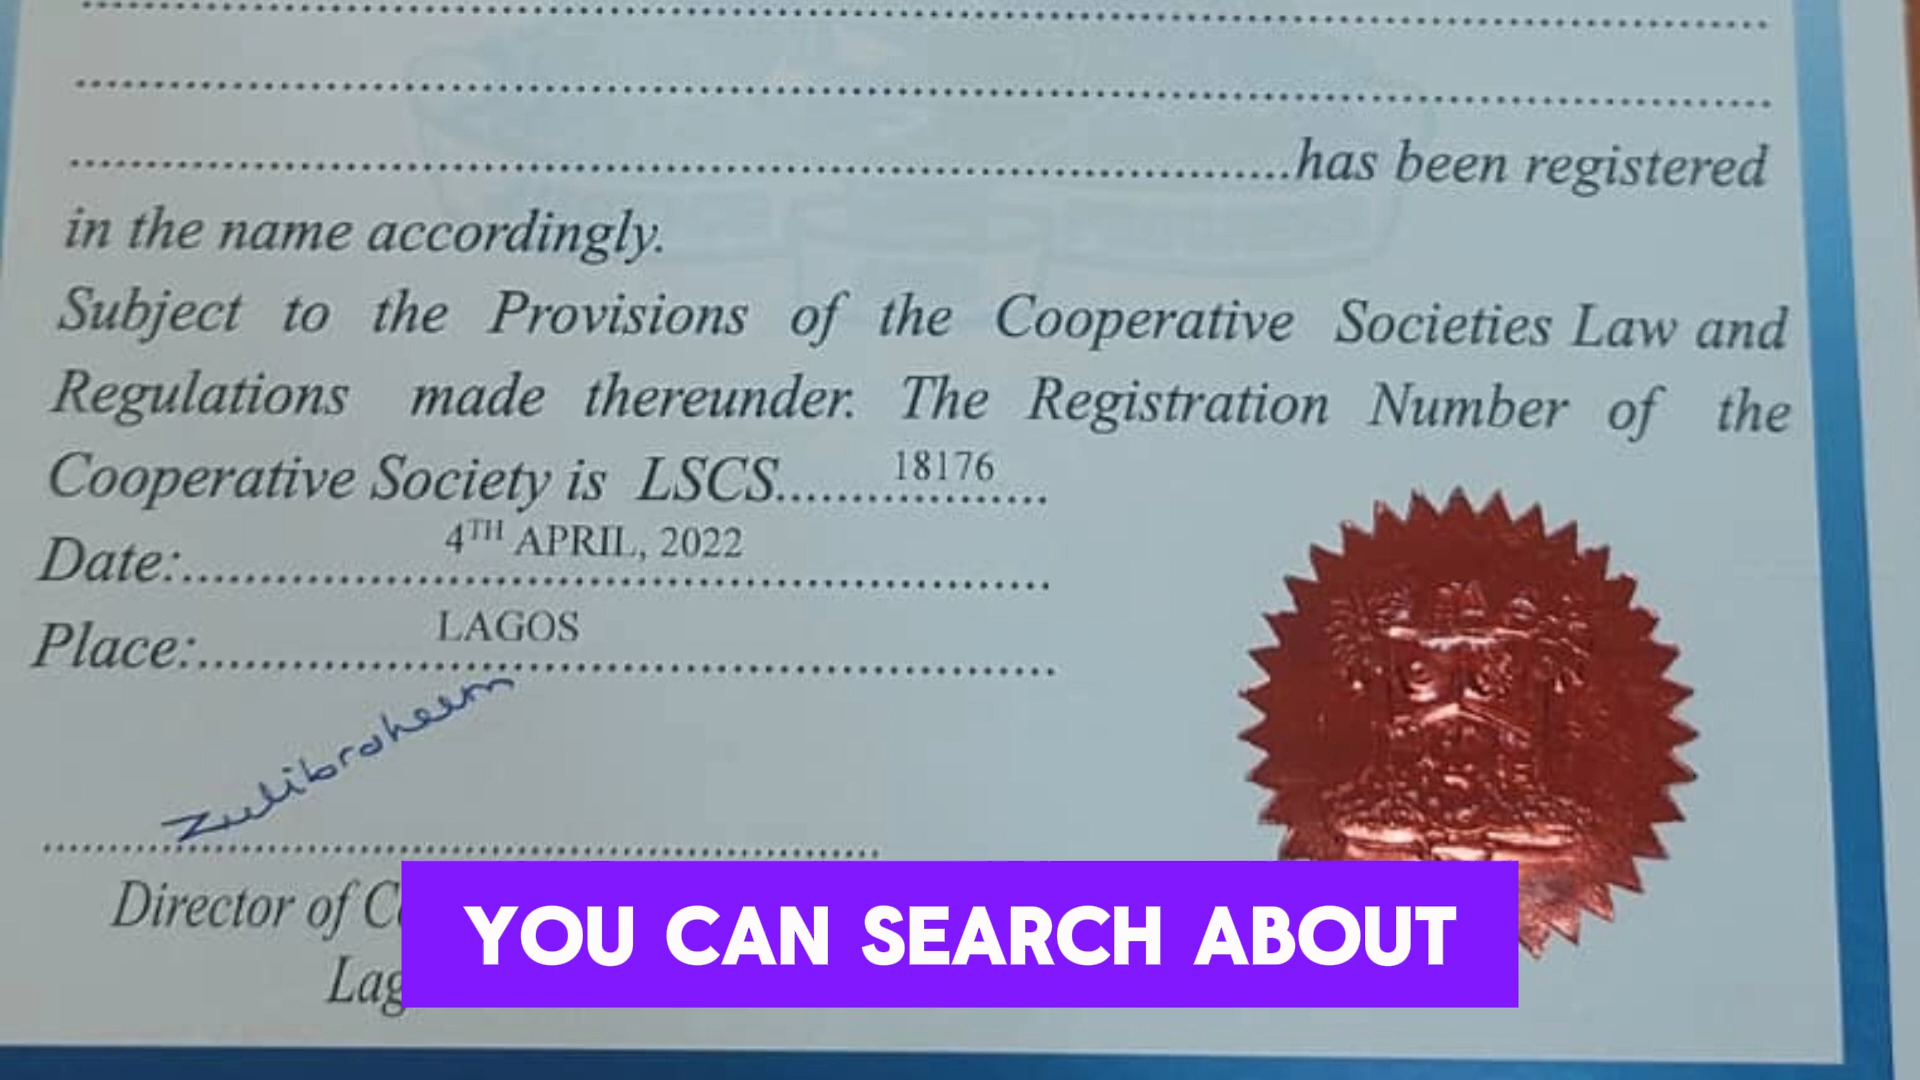 has been registered
in the name accordingly.
Subject to the Provisions of the Cooperative Societies Law and
Regulations made thereunder. The Registration Number of the
Cooperative Society is LSCS 18176
Date: 4TH APRIL, 2022
Place: LAGOS
Zulibraheem
Director of
YOU CAN SEARCH ABOUT